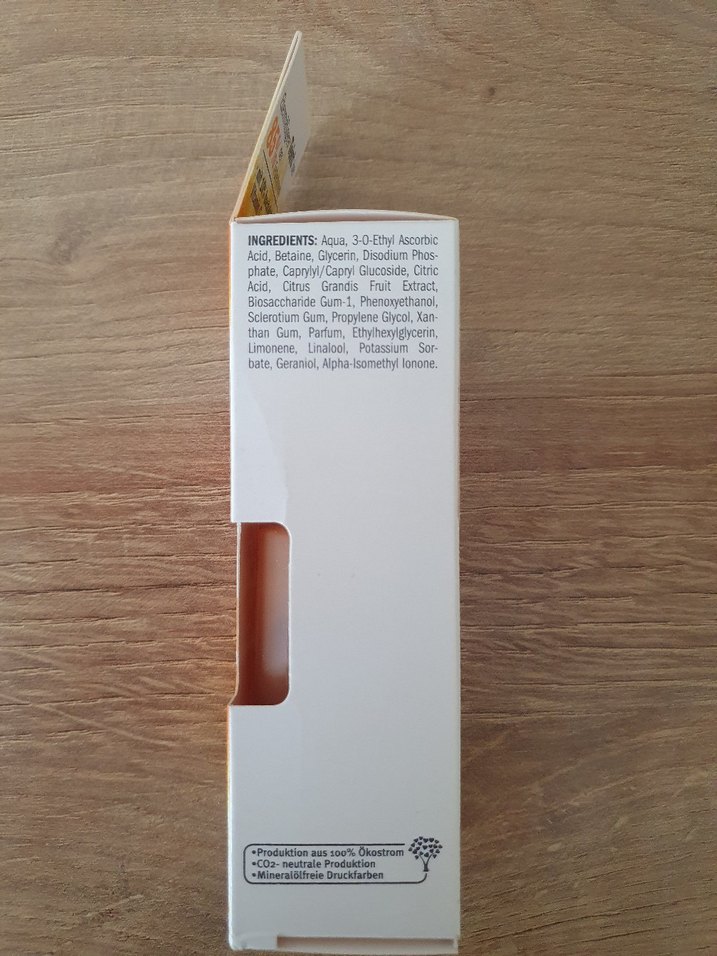 INGREDIENTS: Aqua, 3-O-Ethyl Ascorbic
Acid, Betaine, Glycerin, Disodium Phos-
phate, Caprylyl/Capryl Glucoside, Citric
Acid, Citrus Grandis Fruit Extract,
Biosaccharide Gum-1, Phenoxyethanol,
Sclerotium Gum, Propylene Glycol, Xan-
than Gum, Parfum, Ethylhexylglycerin,
Limonene, Linalool, Potassium Sor-
bate, Geraniol, Alpha-Isomethyl Ionone.
•Produktion aus 100% Ökostrom
•CO2- neutrale Produktion
•Mineralölfreie Druckfarben